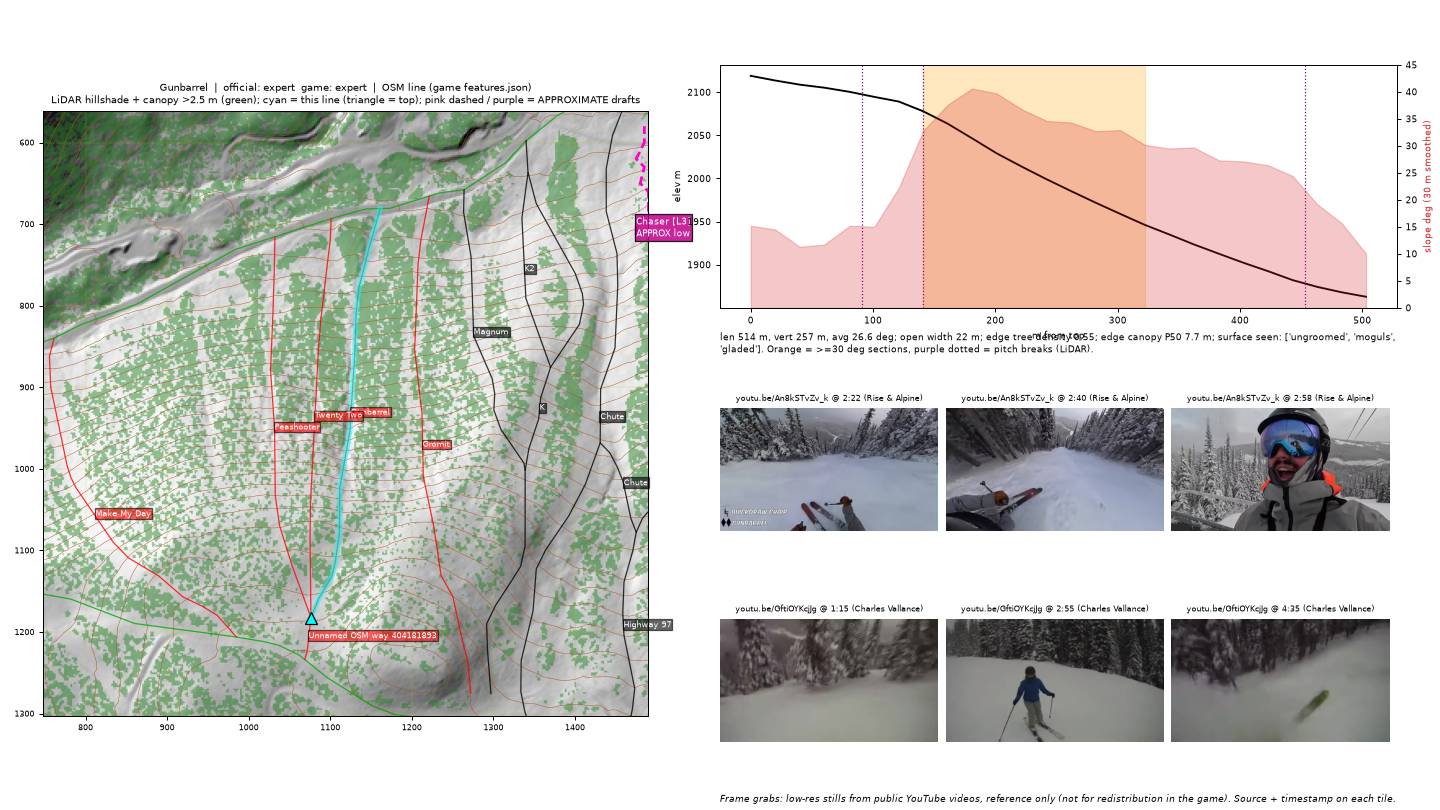 Gunbarrel | official: expert game: expert | OSM line (game features.json)
LiDAR hillshade + canopy >2.5 m (green); cyan = this line (triangle = top); pink dashed / purple = APPROXIMATE drafts
600
700
800
900
1000
1100
1200
1300
800
900
1000
1100
1200
1300
1400
Chaser [L3]
APPROX low
K2
Magnum
K
Chute
Twenty Two
Peashooter
Gromit
Chute
Make My Day
Highway 97
Unnamed OSM way 404181893
elev m
2100
2050
2000
1950
1900
0
100
200
300
400
500
m from top
45
40
35
30
25
20
15
10
5
0
slope deg (30 m smoothed)
len 514 m, vert 257 m, avg 26.6 deg; open width 22 m; edge tree density 0.55; edge canopy P50 7.7 m; surface seen: ['ungroomed', 'moguls',
'gladed']. Orange = >=30 deg sections, purple dotted = pitch breaks (LiDAR).
youtu.be/An8kSTvZv_k @ 2:22 (Rise & Alpine)
youtu.be/An8kSTvZv_k @ 2:40 (Rise & Alpine)
youtu.be/An8kSTvZv_k @ 2:58 (Rise & Alpine)
GUNBARREL
youtu.be/GftiOYKcjJg @ 1:15 (Charles Vallance)
youtu.be/GftiOYKcjJg @ 2:55 (Charles Vallance)
youtu.be/GftiOYKcjJg @ 4:35 (Charles Vallance)
Frame grabs: low-res stills from public YouTube videos, reference only (not for redistribution in the game). Source + timestamp on each tile.